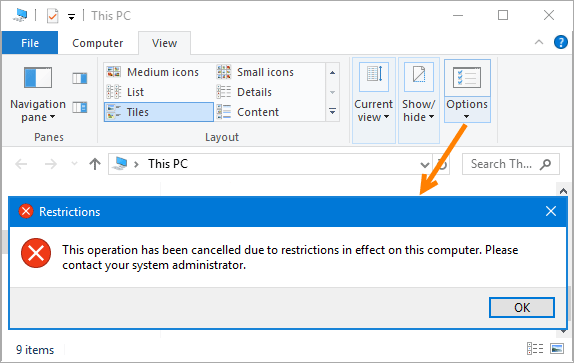 This PC
File Computer View
Navigation pane
Medium icons Small icons
List Details
Tiles Content
Current view
Show/ hide
Options
Panes Layout
This PC Search Th...
Restrictions
This operation has been cancelled due to restrictions in effect on this computer. Please
contact your system administrator.
OK
9 items